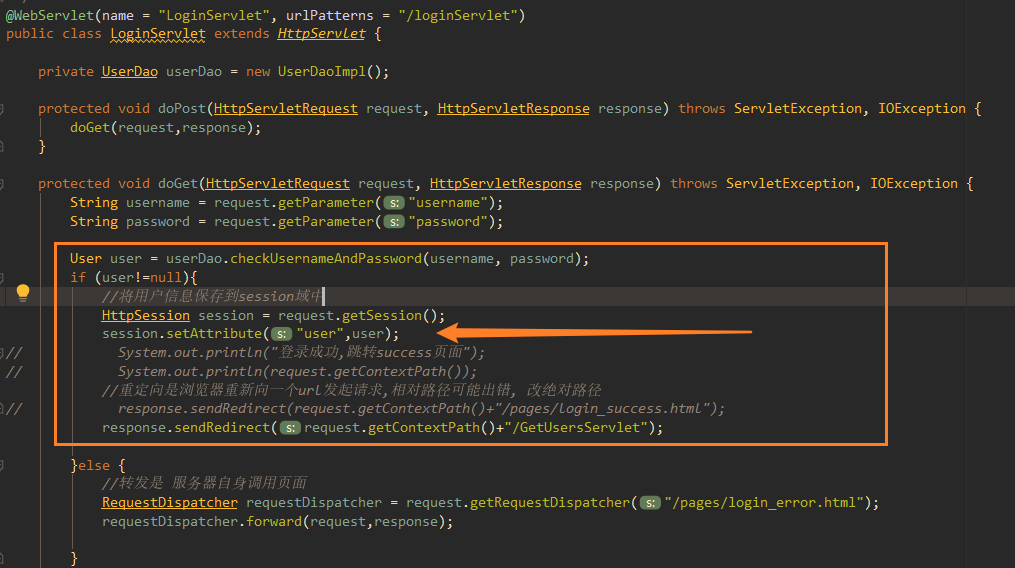 @WebServlet(name = "LoginServlet", urlPatterns = "/loginServlet")
public class LoginServlet extends HttpServlet {
private UserDao userDao = new UserDaoImpl();
protected void doPost(HttpServletRequest request, HttpServletResponse response) throws ServletException, IOException {
doGet(request,response);
}
protected void doGet(HttpServletRequest request, HttpServletResponse response) throws ServletException, IOException {
String username = request.getParameter( s: "username");
String password = request.getParameter( s: "password");
User user = userDao.checkUsernameAndPassword(username, password);
if (user!=null){
//将用户信息保存到session域中
HttpSession session = request.getSession();
session.setAttribute( s: "user",user);
// System.out.println("登录成功,跳转success页面");
// System.out.println(request.getContextPath());
//重定向是浏览器重新向一个url发起请求,相对路径可能出错, 改绝对路径
// response.sendRedirect(request.getContextPath()+"/pages/login_success.html");
response.sendRedirect( s: request.getContextPath()+"/GetUsersServlet");
}else {
//转发是 服务器自身调用页面
RequestDispatcher requestDispatcher = request.getRequestDispatcher( s: "/pages/login_error.html");
requestDispatcher.forward(request,response);
}